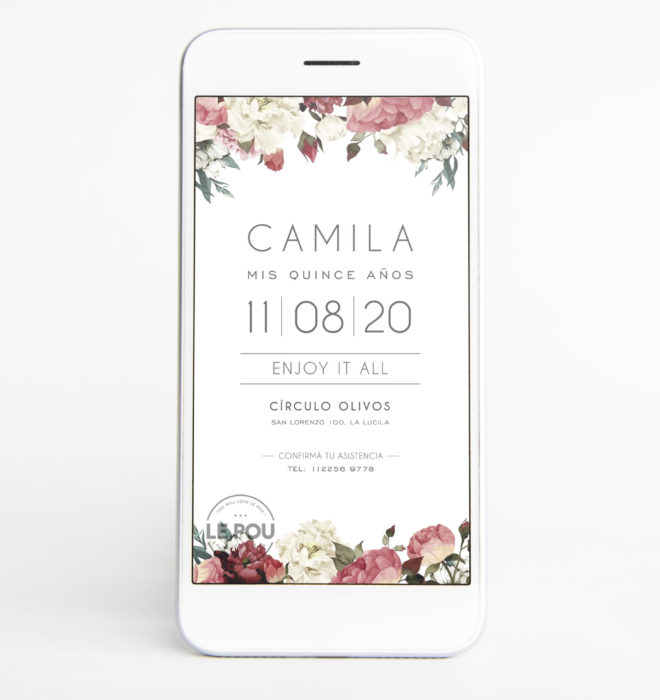 CAMILA
MIS QUINCE AÑOS
11|08|20
ENJOY IT ALL
CÍRCULO OLIVOS
SAN LORENZO 100, LA LUCILA
CONFIRMÁ TU ASISTENCIA
TEL: 112256 9778
YOU WILL LOVE LE POU
LE POU